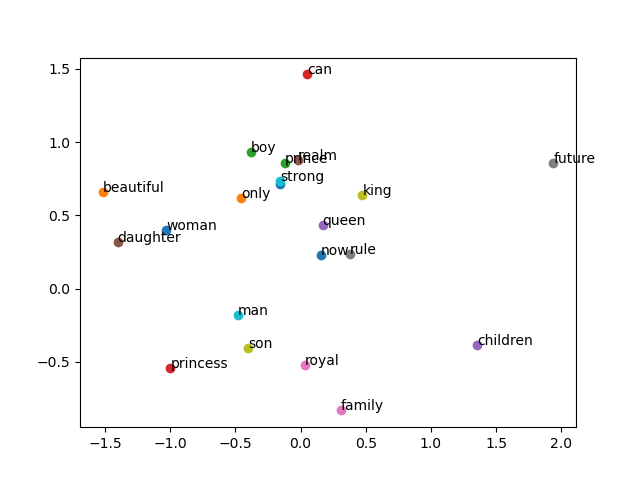 1.5
can
1.0
boy
prince
realm
future
strong
beautiful
only
king
0.5
queen
woman
daughter
now
rule
0.0
man
son
children
−0.5
princess
royal
family
−1.5
−1.0
−0.5
0.0
0.5
1.0
1.5
2.0